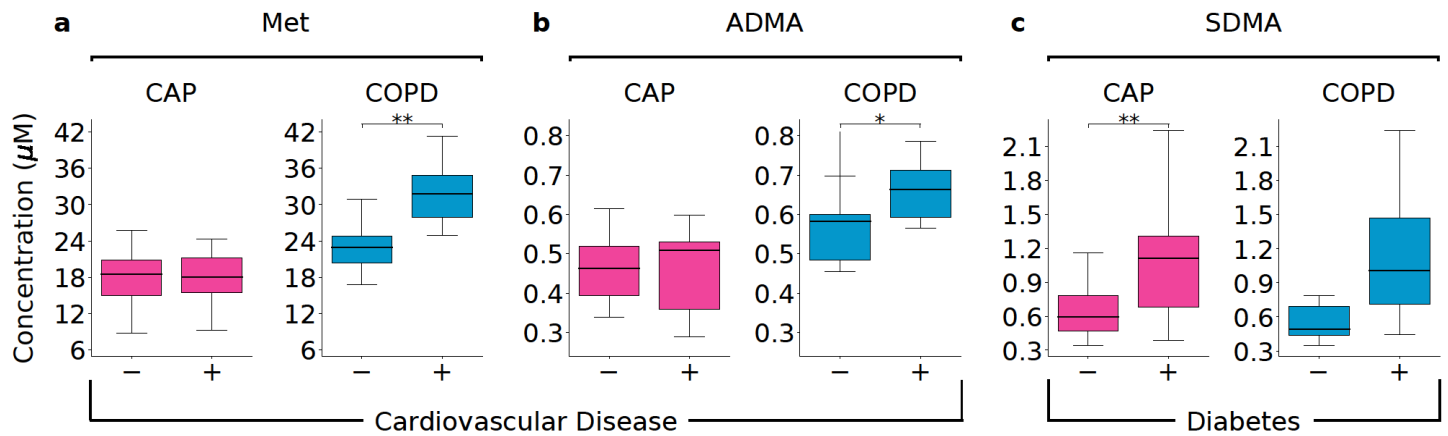 a Met b ADMA c SDMA
CAP COPD CAP COPD CAP COPD
Concentration (μM)
42 36 30 24 18 12 6
** 42 36 30 24 18 12 6
0.8 0.7 0.6 0.5 0.4 0.3
* 0.8 0.7 0.6 0.5 0.4 0.3
** 2.1 1.8 1.5 1.2 0.9 0.6 0.3
2.1 1.8 1.5 1.2 0.9 0.6 0.3
− + − + − + − + − + − +
Cardiovascular Disease Diabetes